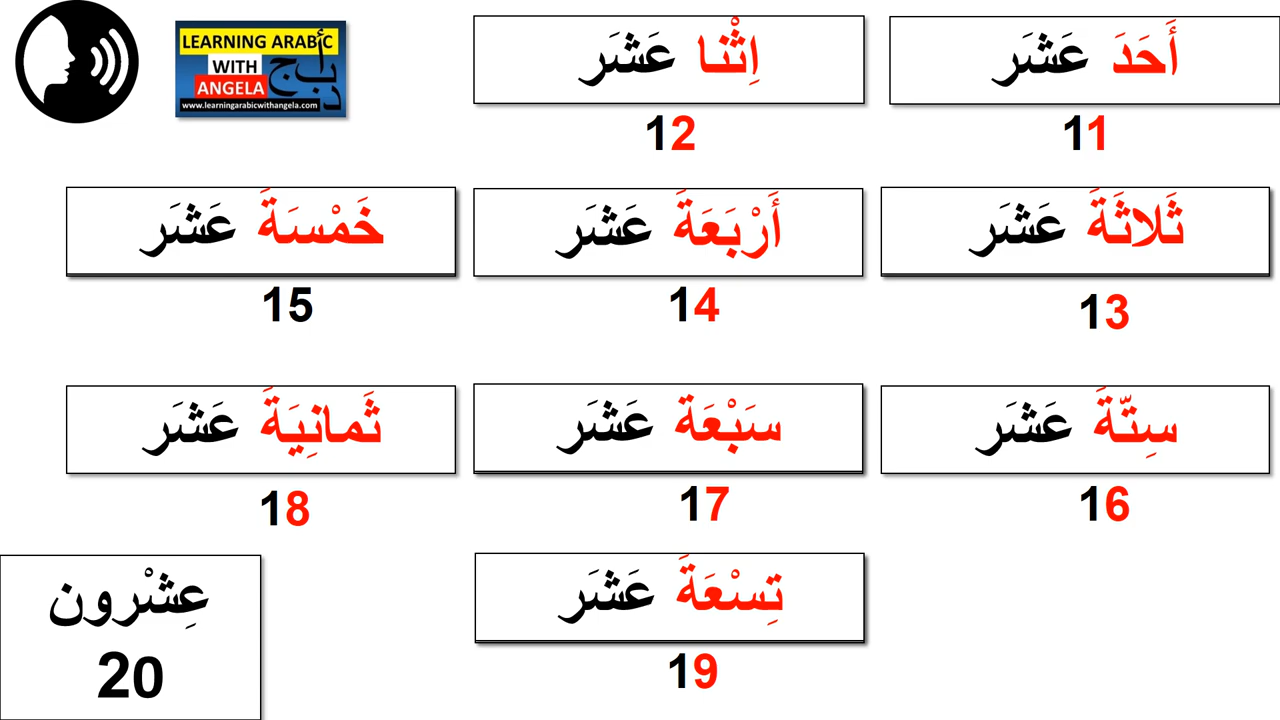 LEARNING ARABIC
WITH
ANGELA
أ ب ج د
www.learningarabicwithangela.com
أَحَدَ عَشَر
11
اِثْنا عَشَر
12
ثَلاثَةَ عَشَر
13
أَرْبَعَةَ عَشَر
14
خَمْسَةَ عَشَر
15
سِتّةَ عَشَر
16
سَبْعَة عَشَر
17
ثَمانِيَةَ عَشَر
18
تِسْعَةَ عَشَر
19
عِشْرون
20